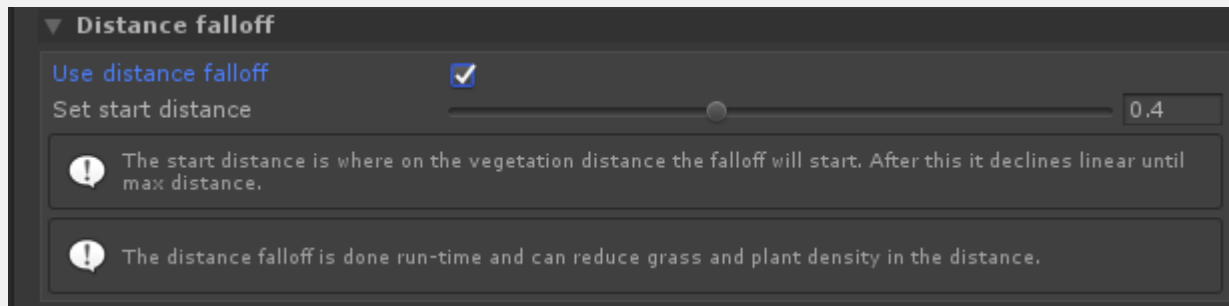 Distance falloff
Use distance falloff
Set start distance 0.4
The start distance is where on the vegetation distance the falloff will start. After this it declines linear until
max distance.
The distance falloff is done run-time and can reduce grass and plant density in the distance.